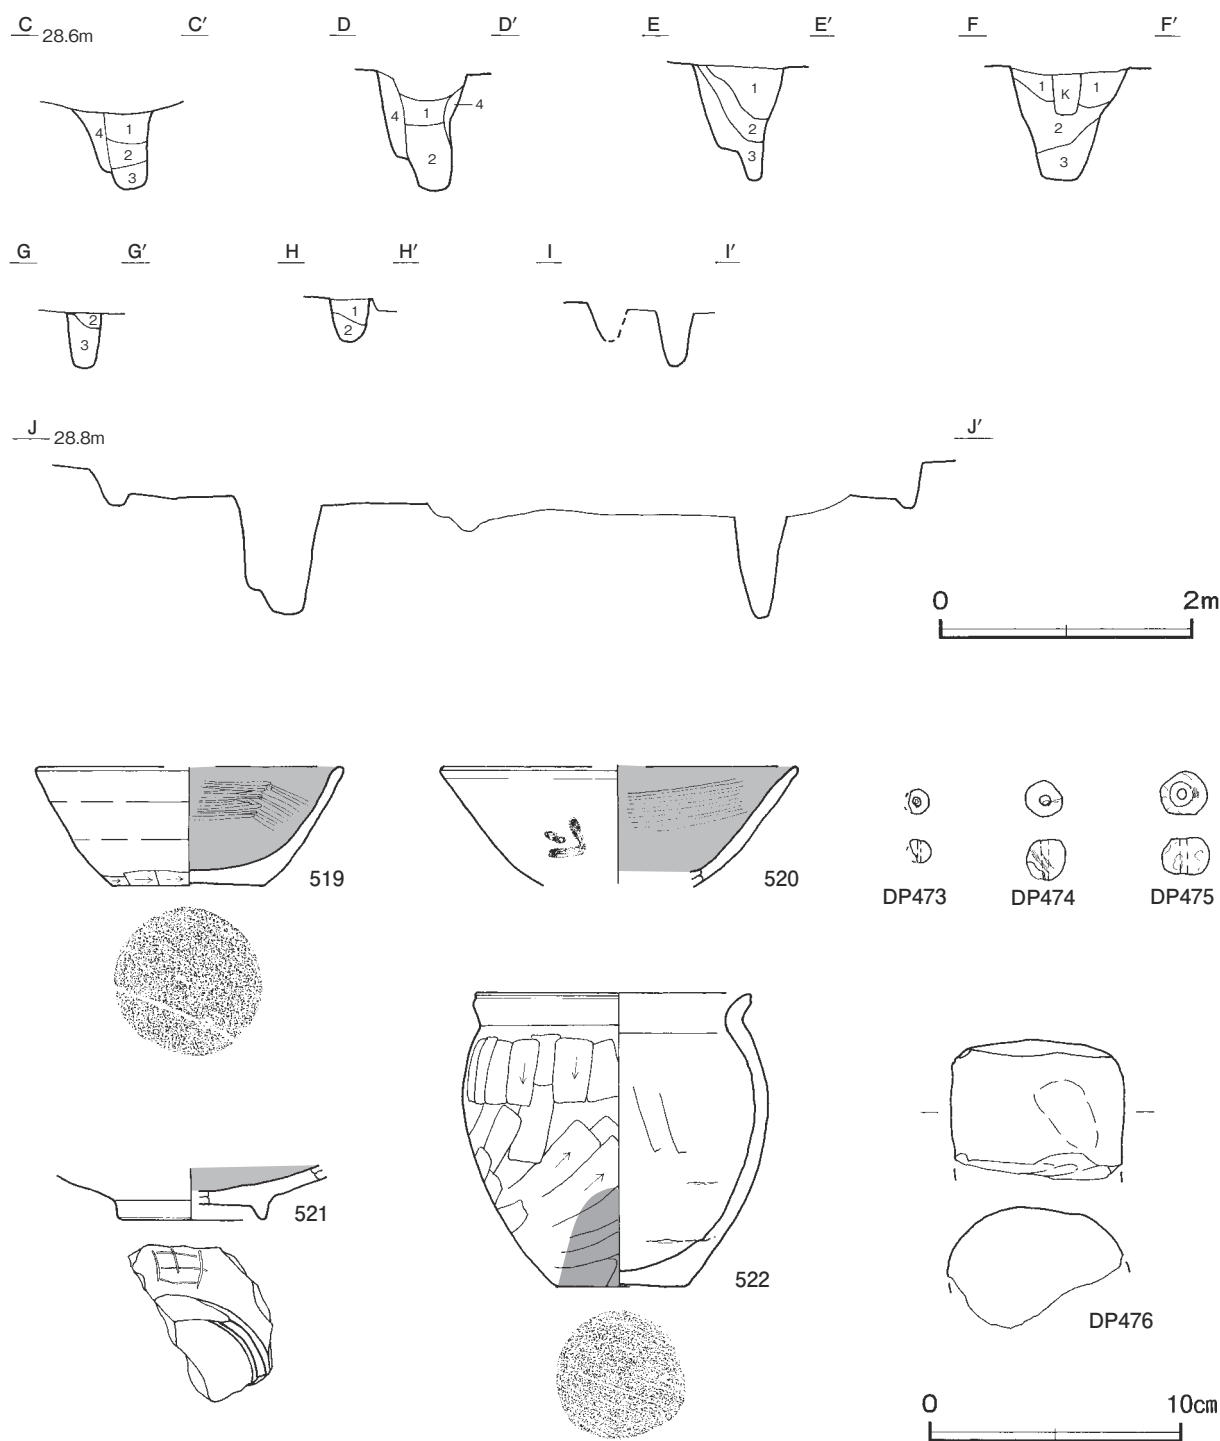 C 28.6m C′ D D′ E E′ F F′
4 1 2 3
4 1 2 4
1 2 3
1 K 1 2 3
G G′ H H′ I I′
2 3
1 2
J 28.8m J′
0 2m
519
520
DP473 DP474 DP475
521
522
DP476
0 10cm